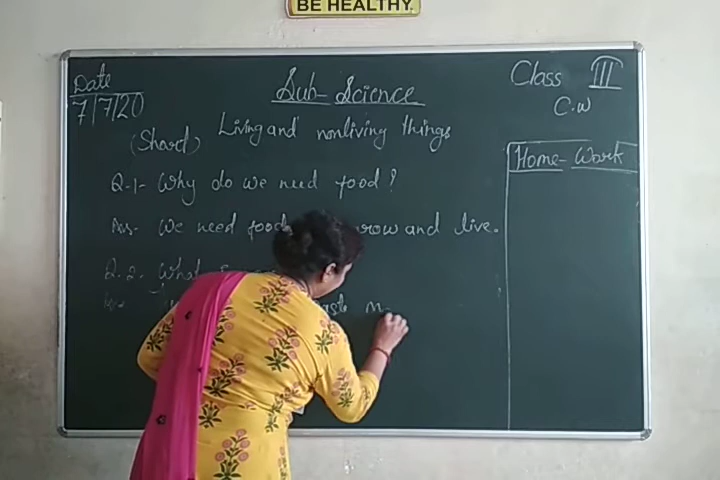 BE HEALTHY.
Date
7/7/20
Sub- Science
Class III
C.W
(Short) Living and nonliving things
Home- Work
Q.1- Why do we need food?
Ans- We need food row and live.
Q.2- What